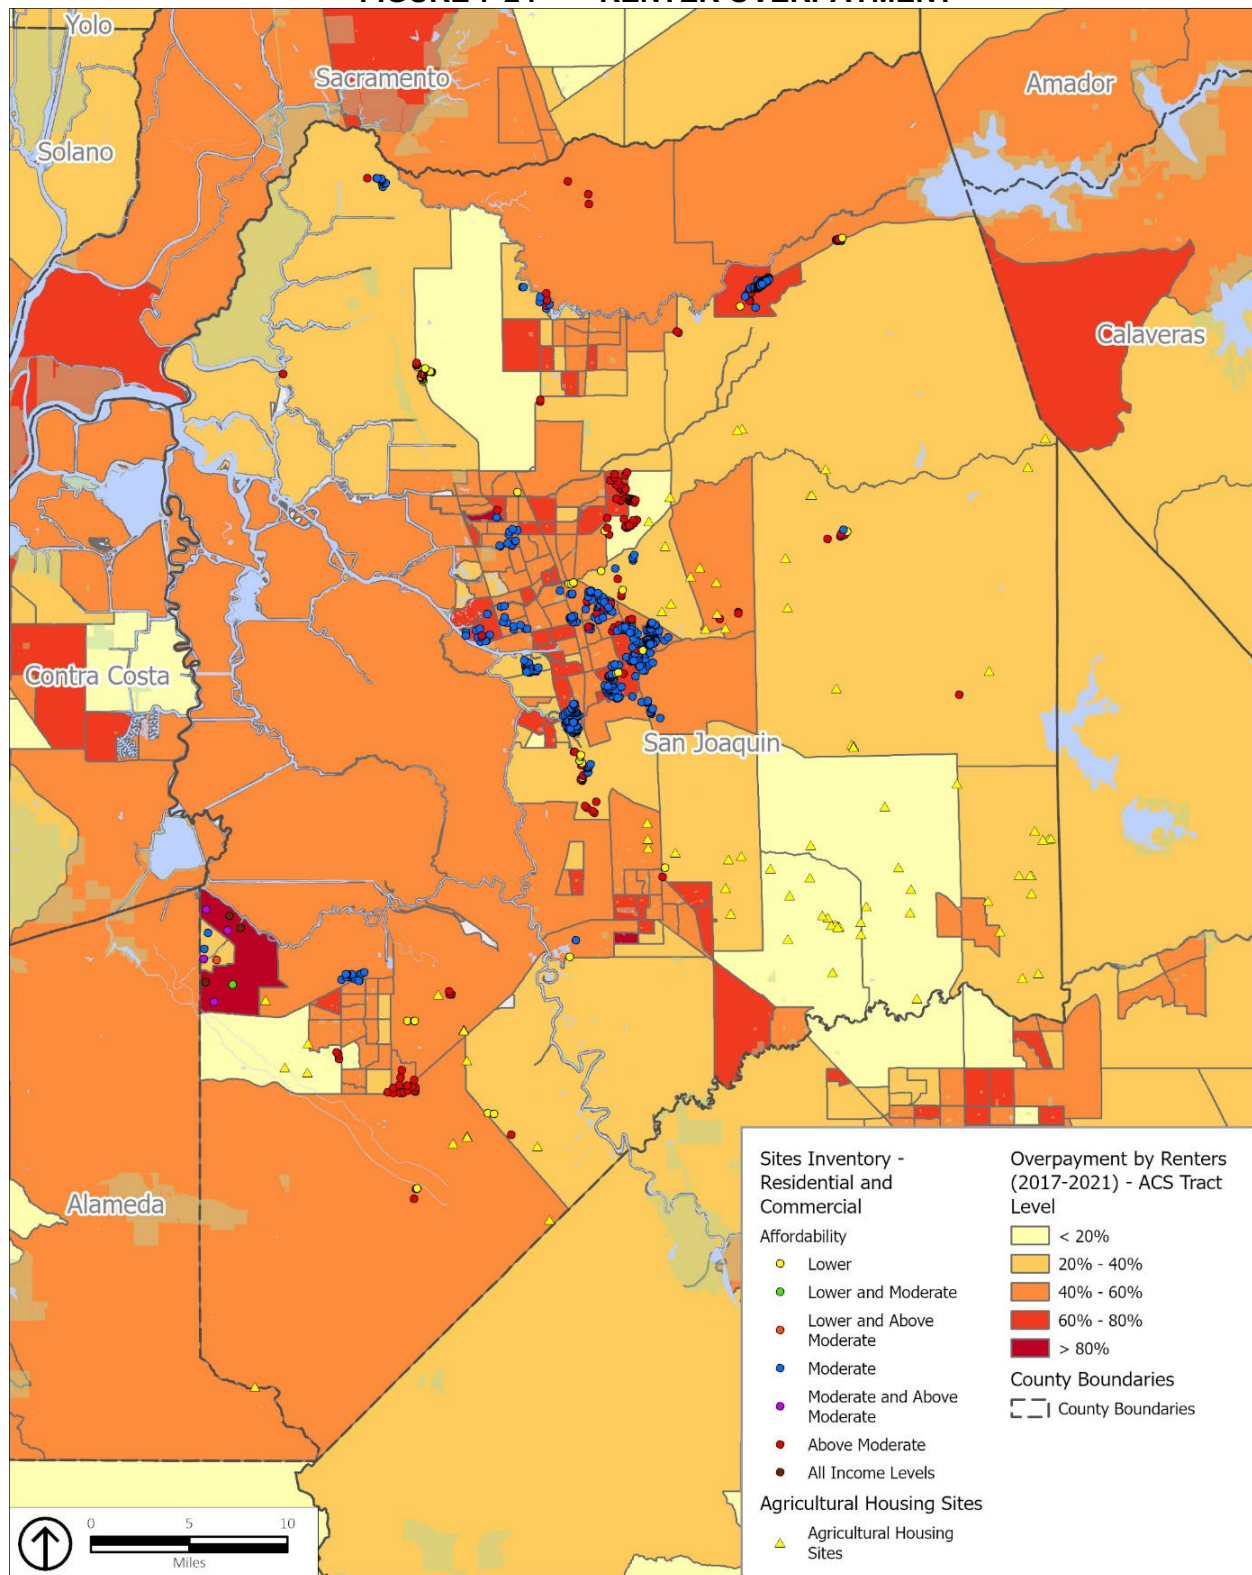 Yolo
Sacramento
Amador
Solano
Calaveras
Contra Costa
San Joaquin
Alameda
Sites Inventory -
Residential and
Commercial
Affordability
Lower
Lower and Moderate
Lower and Above
Moderate
Moderate
Moderate and Above
Moderate
Above Moderate
All Income Levels
Agricultural Housing Sites
Agricultural Housing
Sites
Overpayment by Renters
(2017-2021) - ACS Tract
Level
< 20%
20% - 40%
40% - 60%
60% - 80%
> 80%
County Boundaries
County Boundaries
0 5 10
Miles